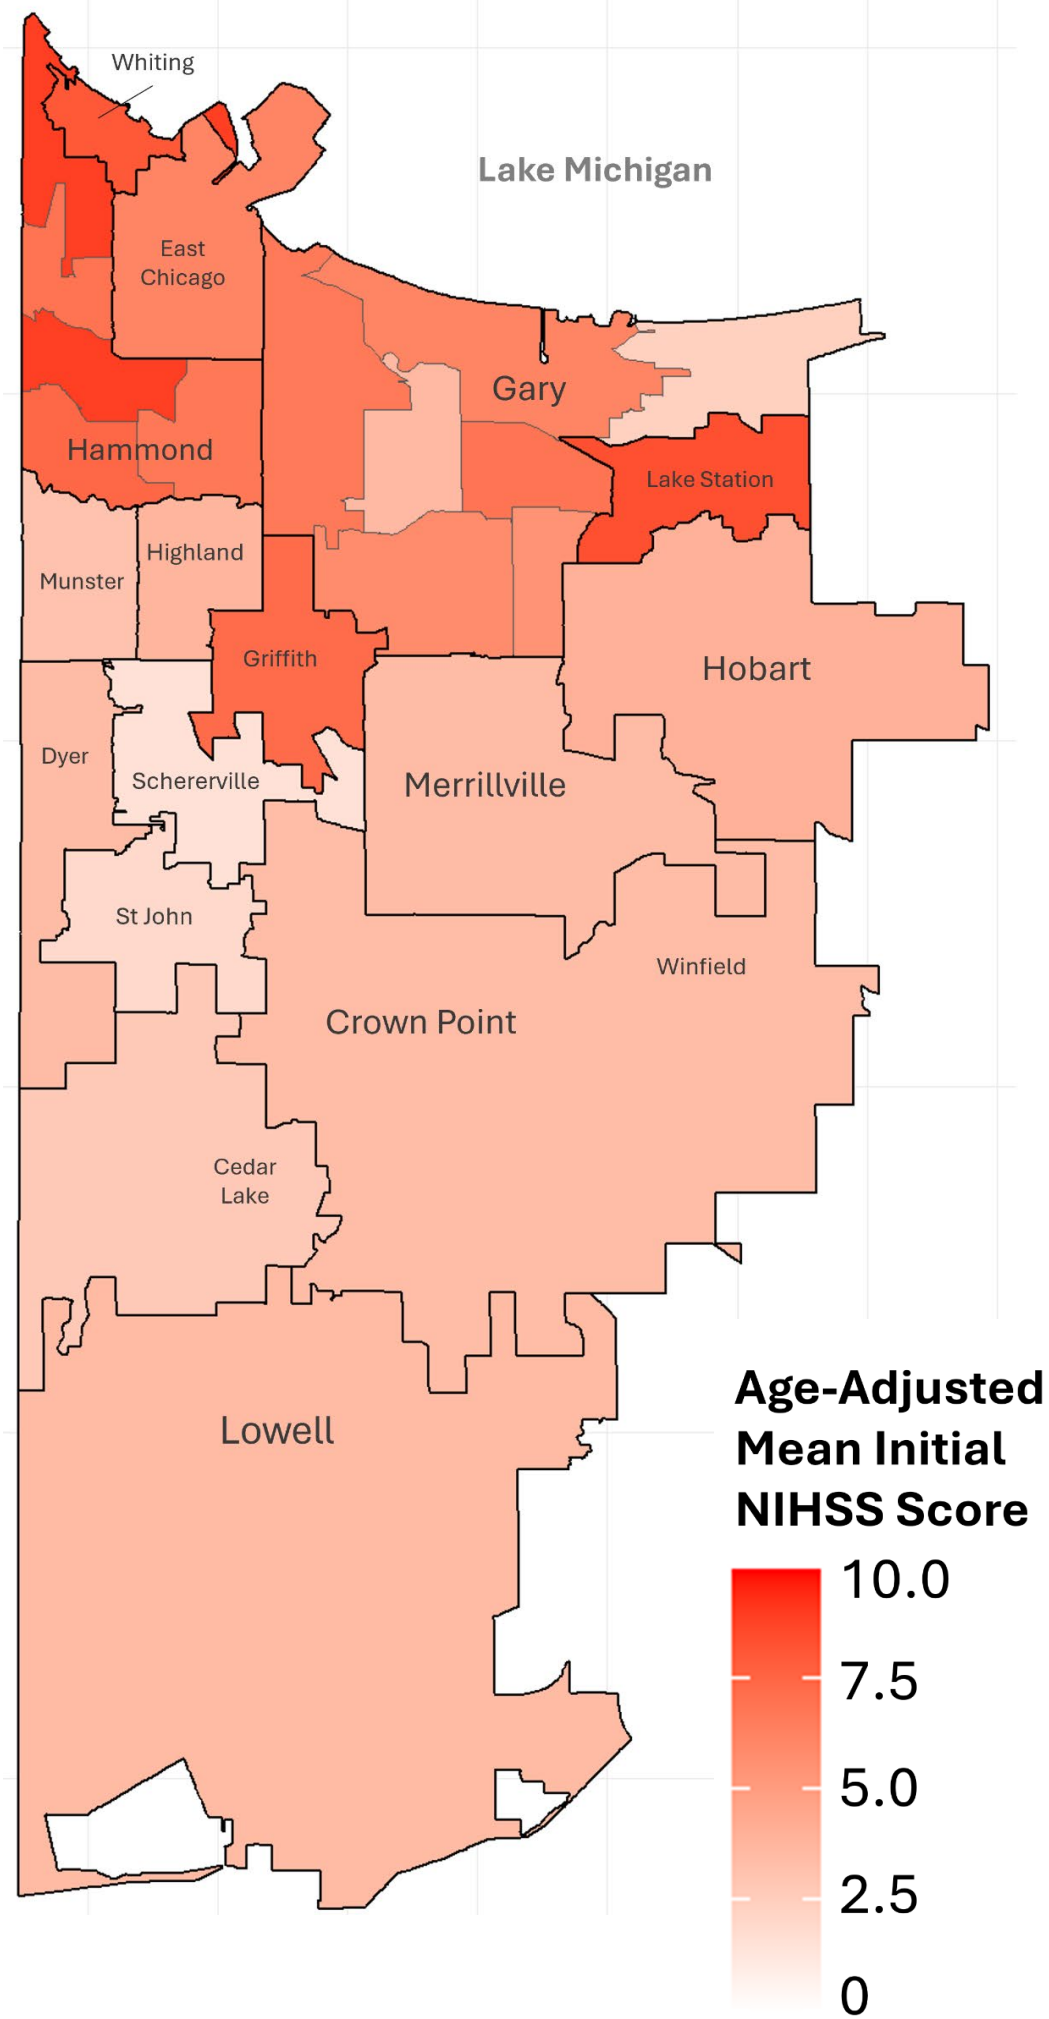 Whiting
Lake Michigan
East
Chicago
Gary
Hammond
Lake Station
Highland
Munster
Griffith
Hobart
Dyer
Schererville
Merrillville
St John
Winfield
Crown Point
Cedar
Lake
Lowell
Age-Adjusted
Mean Initial
NIHSS Score
10.0
7.5
5.0
2.5
0